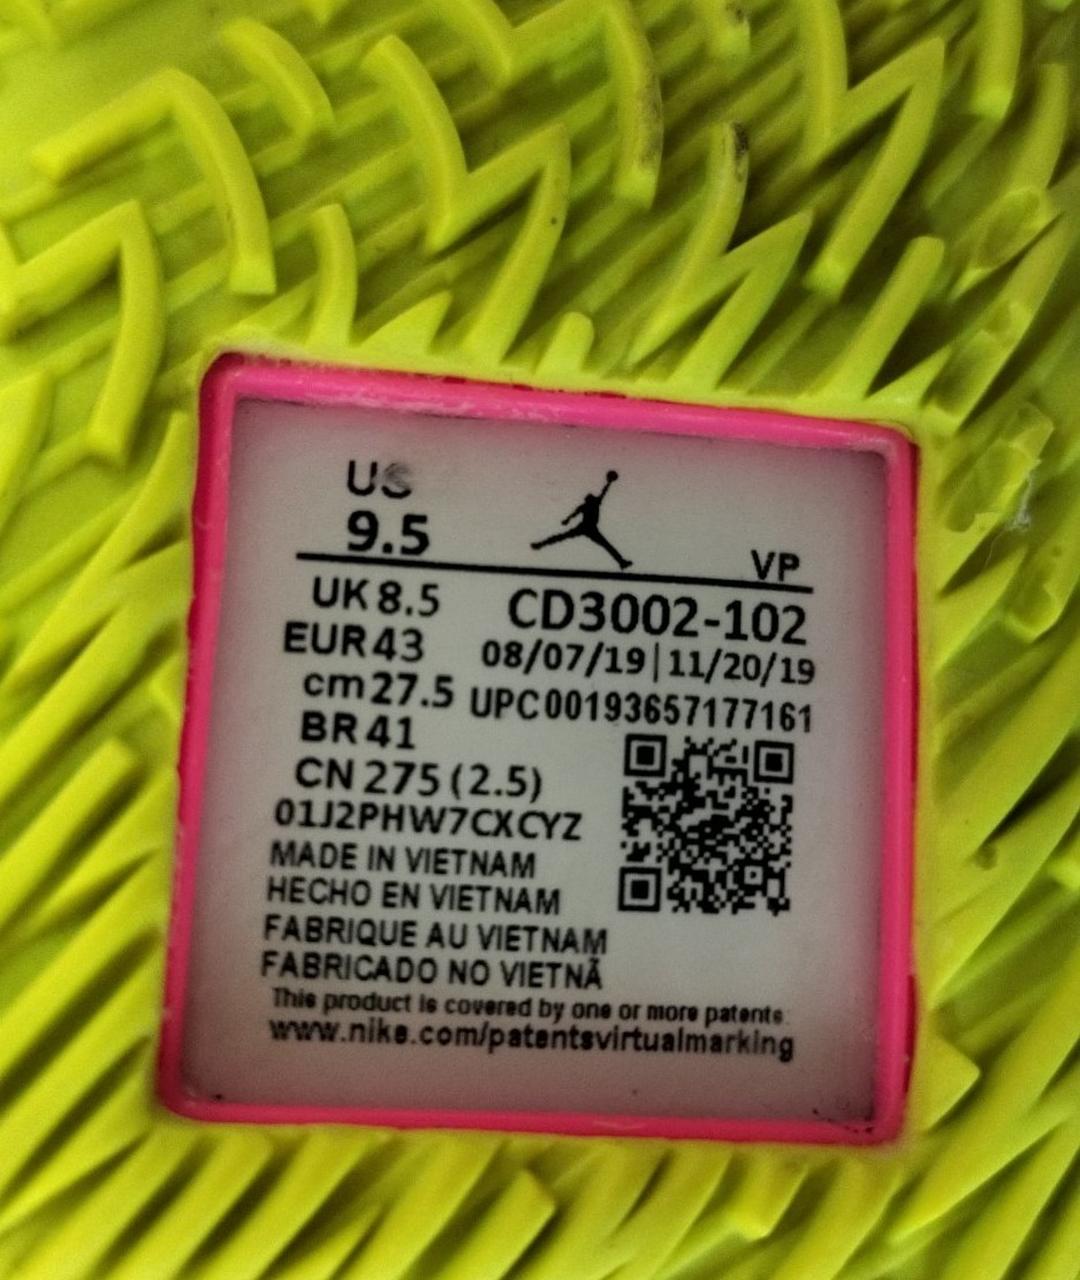 US
9.5
VP
UK 8.5
CD3002-102
EUR 43
08/07/19|11/20/19
cm 27.5
UPC00193657177161
BR 41
CN 275 (2.5)
01J2PHW7CXCYZ
MADE IN VIETNAM
HECHO EN VIETNAM
FABRIQUE AU VIETNAM
FABRICADO NO VIETNÃ
This product is covered by one or more patents.
www.nike.com/patentsvirtualmarking